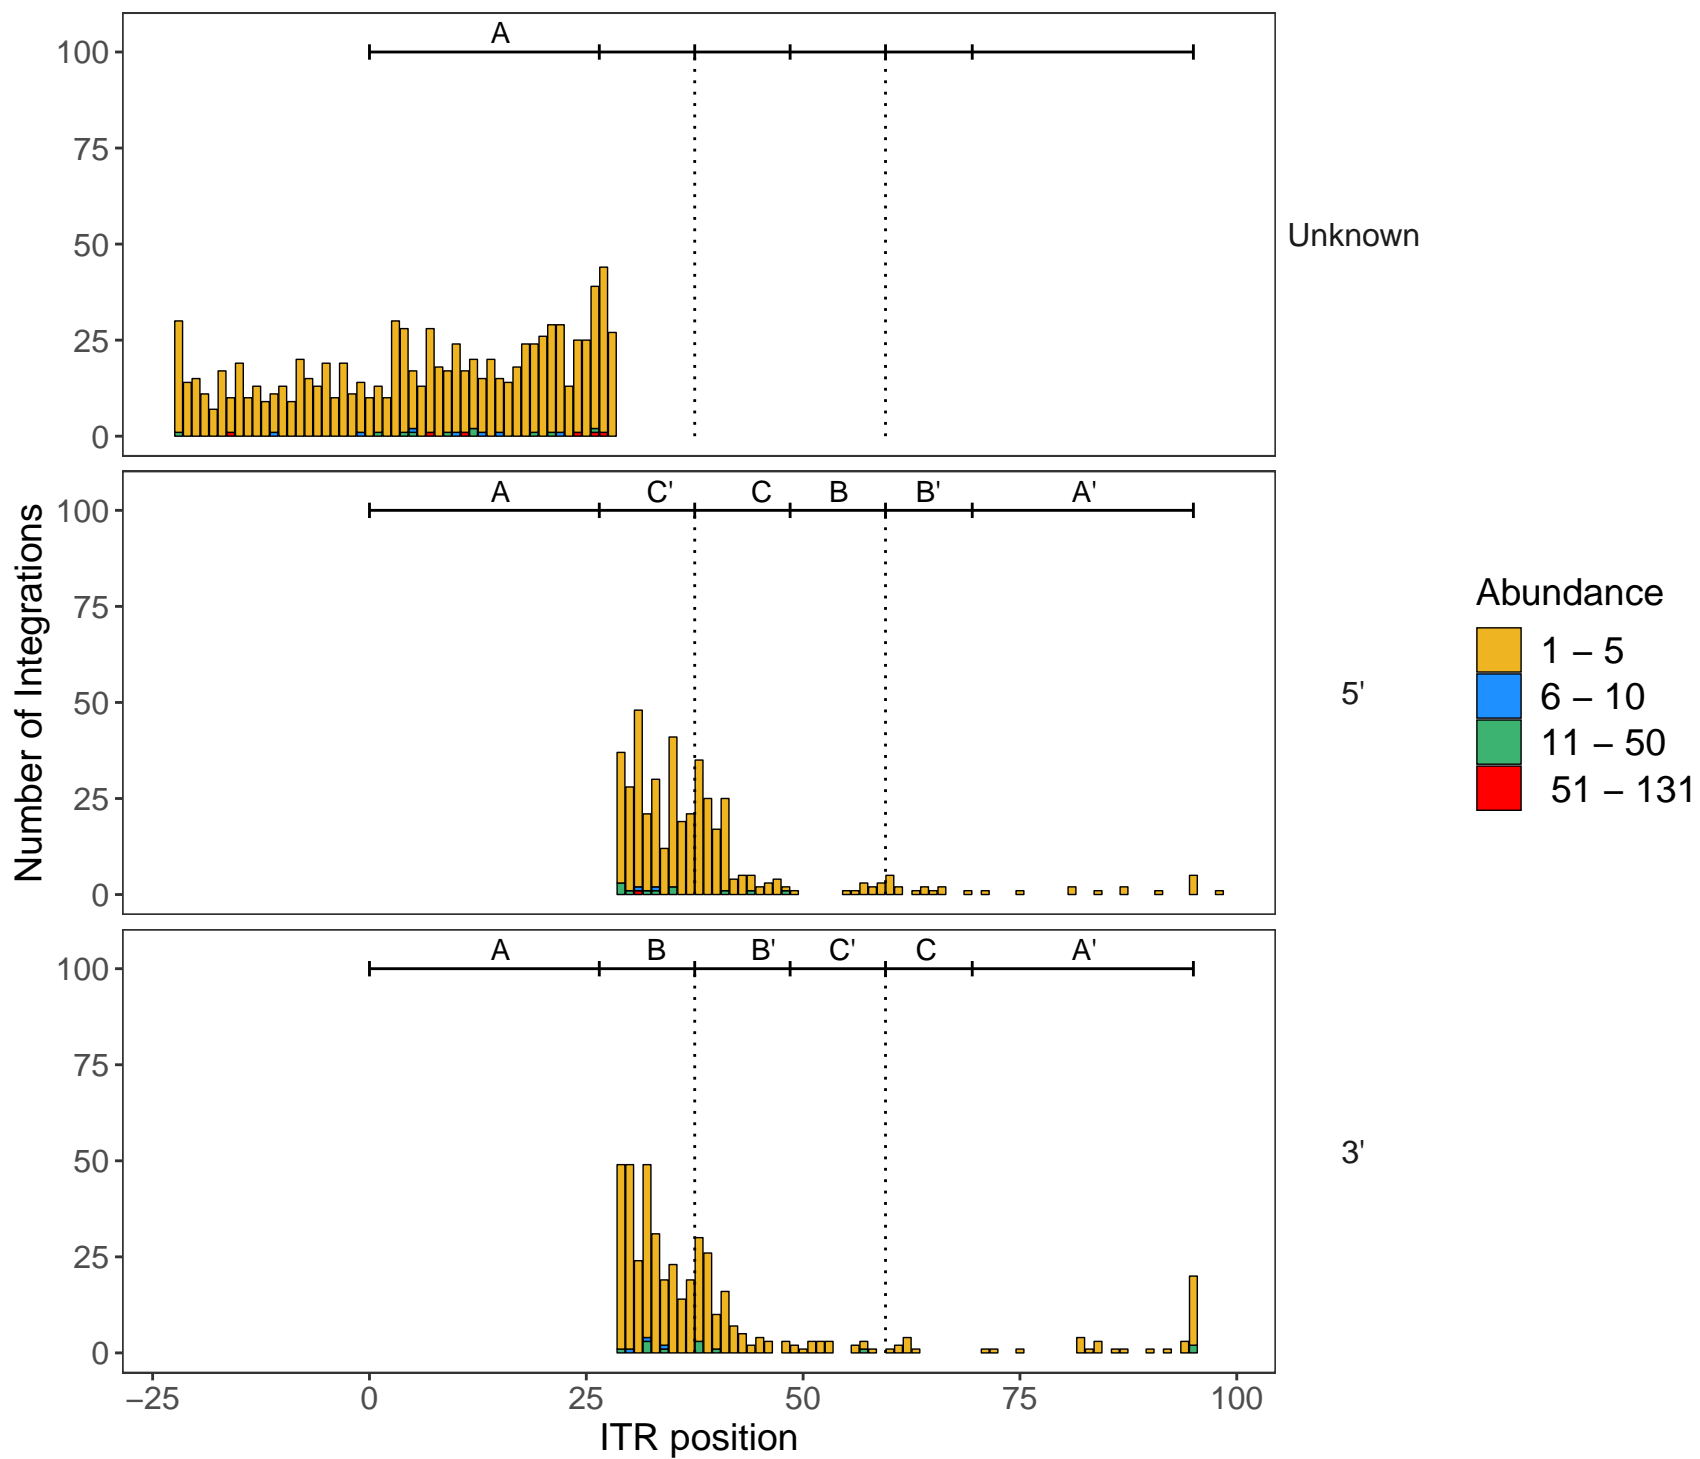 A
100
75
50
25
0
Unknown
A C' C B B' A'
100
75
50
25
0
5'
A B B' C' C A'
100
75
50
25
0
3'
−25 0 25 50 75 100
ITR position
Number of Integrations
Abundance
1 − 5
6 − 10
11 − 50
51 − 131